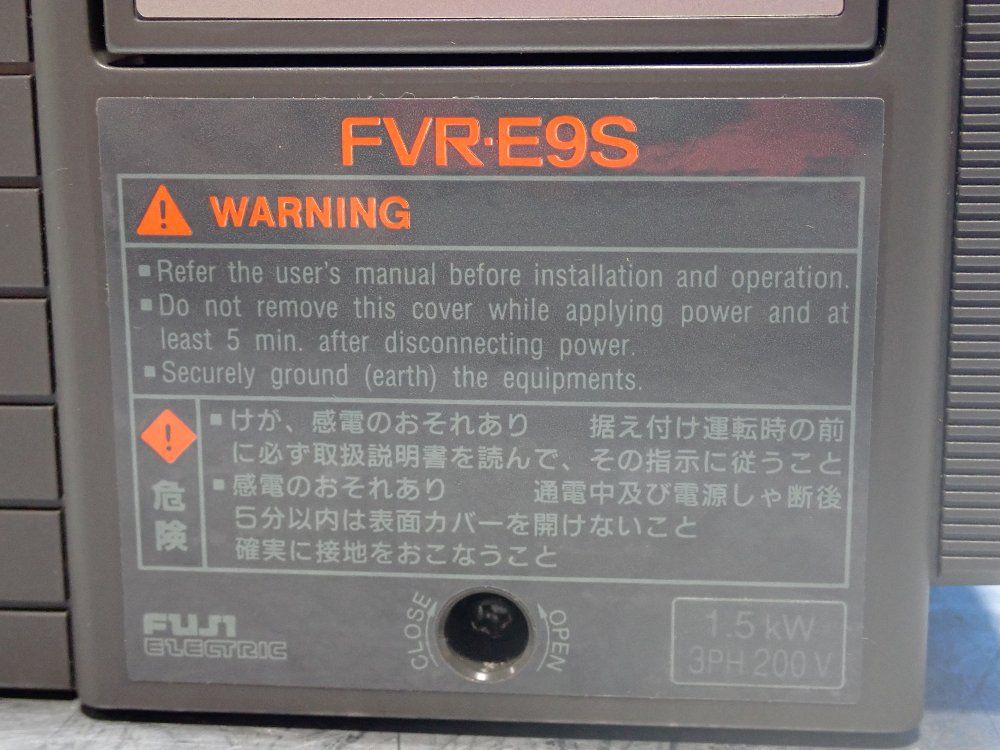 FVR-E9S
WARNING
▪Refer the user's manual before installation and operation.
▪Do not remove this cover while applying power and at
least 5 min. after disconnecting power.
▪Securely ground (earth) the equipments.
危険
▪けが、感電のおそれあり 据え付け運転時の前
に必ず取扱説明書を読んで、その指示に従うこと
▪感電のおそれあり 通電中及び電源しゃ断後
5分以内は表面カバーを開けないこと
確実に接地をおこなうこと
FUJI
ELECTRIC
CLOSE
OPEN
1.5 kW
3PH 200 V